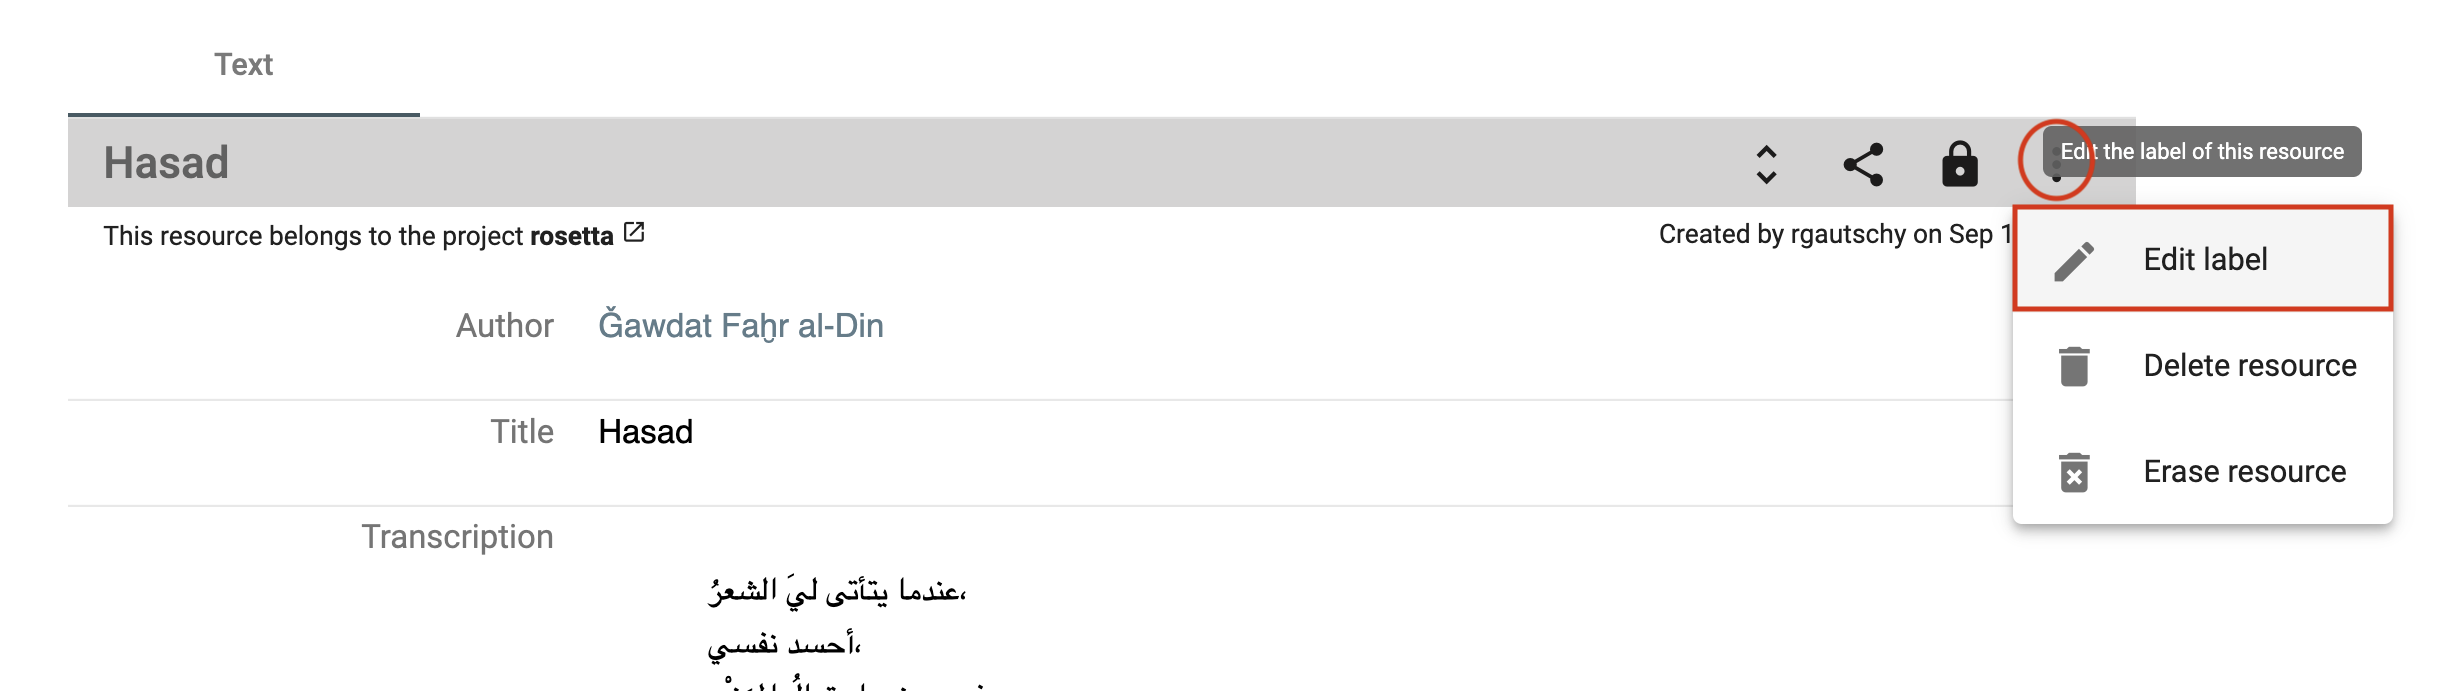 Text
Hasad
Edit the label of this resource
This resource belongs to the project rosetta
Created by rgautschy on Sep 1
Edit label
Author
Ǧawdat Faḫr al-Din
Delete resource
Title
Hasad
Erase resource
Transcription
عندما يتأتى ليَ الشعرُ،
أحسد نفسي،